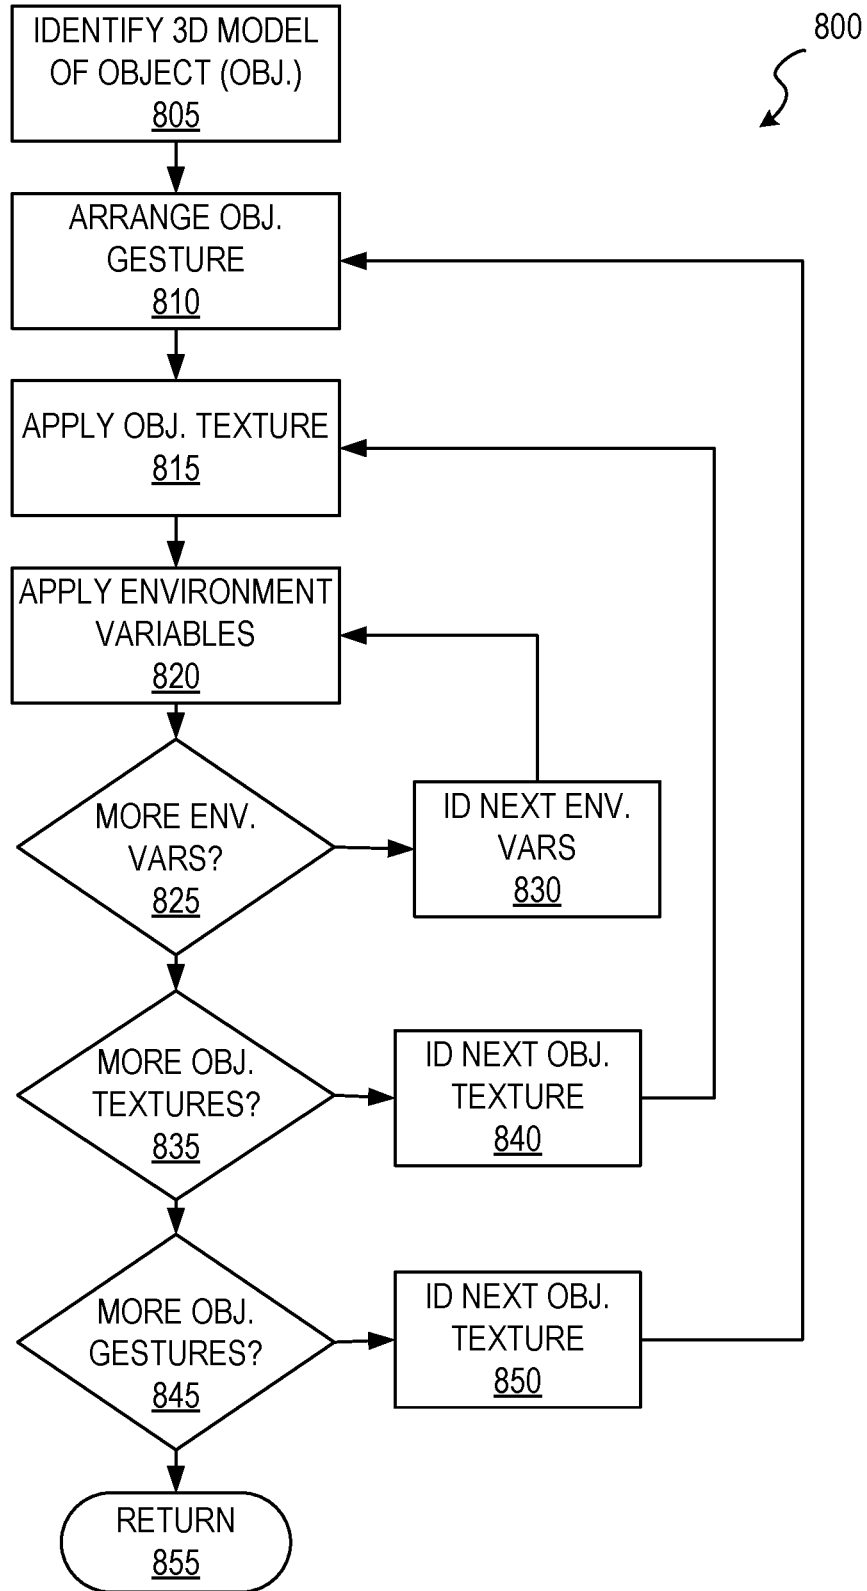 800
IDENTIFY 3D MODEL
OF OBJECT (OBJ.)
805
ARRANGE OBJ.
GESTURE
810
APPLY OBJ. TEXTURE
815
APPLY ENVIRONMENT
VARIABLES
820
MORE ENV.
VARS?
825
ID NEXT ENV.
VARS
830
MORE OBJ.
TEXTURES?
835
ID NEXT OBJ.
TEXTURE
840
MORE OBJ.
GESTURES?
845
ID NEXT OBJ.
TEXTURE
850
RETURN
855